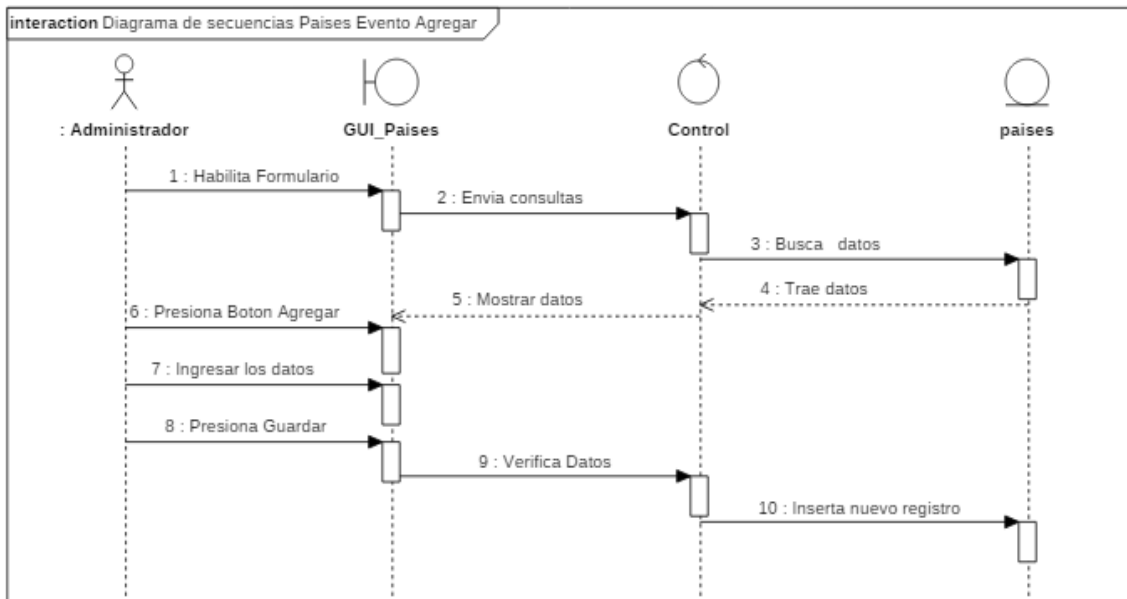 interaction Diagrama de secuencias Paises Evento Agregar
: Administrador
GUI_Paises
Control
paises
1 : Habilita Formulario
2 : Envia consultas
3 : Busca datos
4 : Trae datos
5 : Mostrar datos
6 : Presiona Boton Agregar
7 : Ingresar los datos
8 : Presiona Guardar
9 : Verifica Datos
10 : Inserta nuevo registro